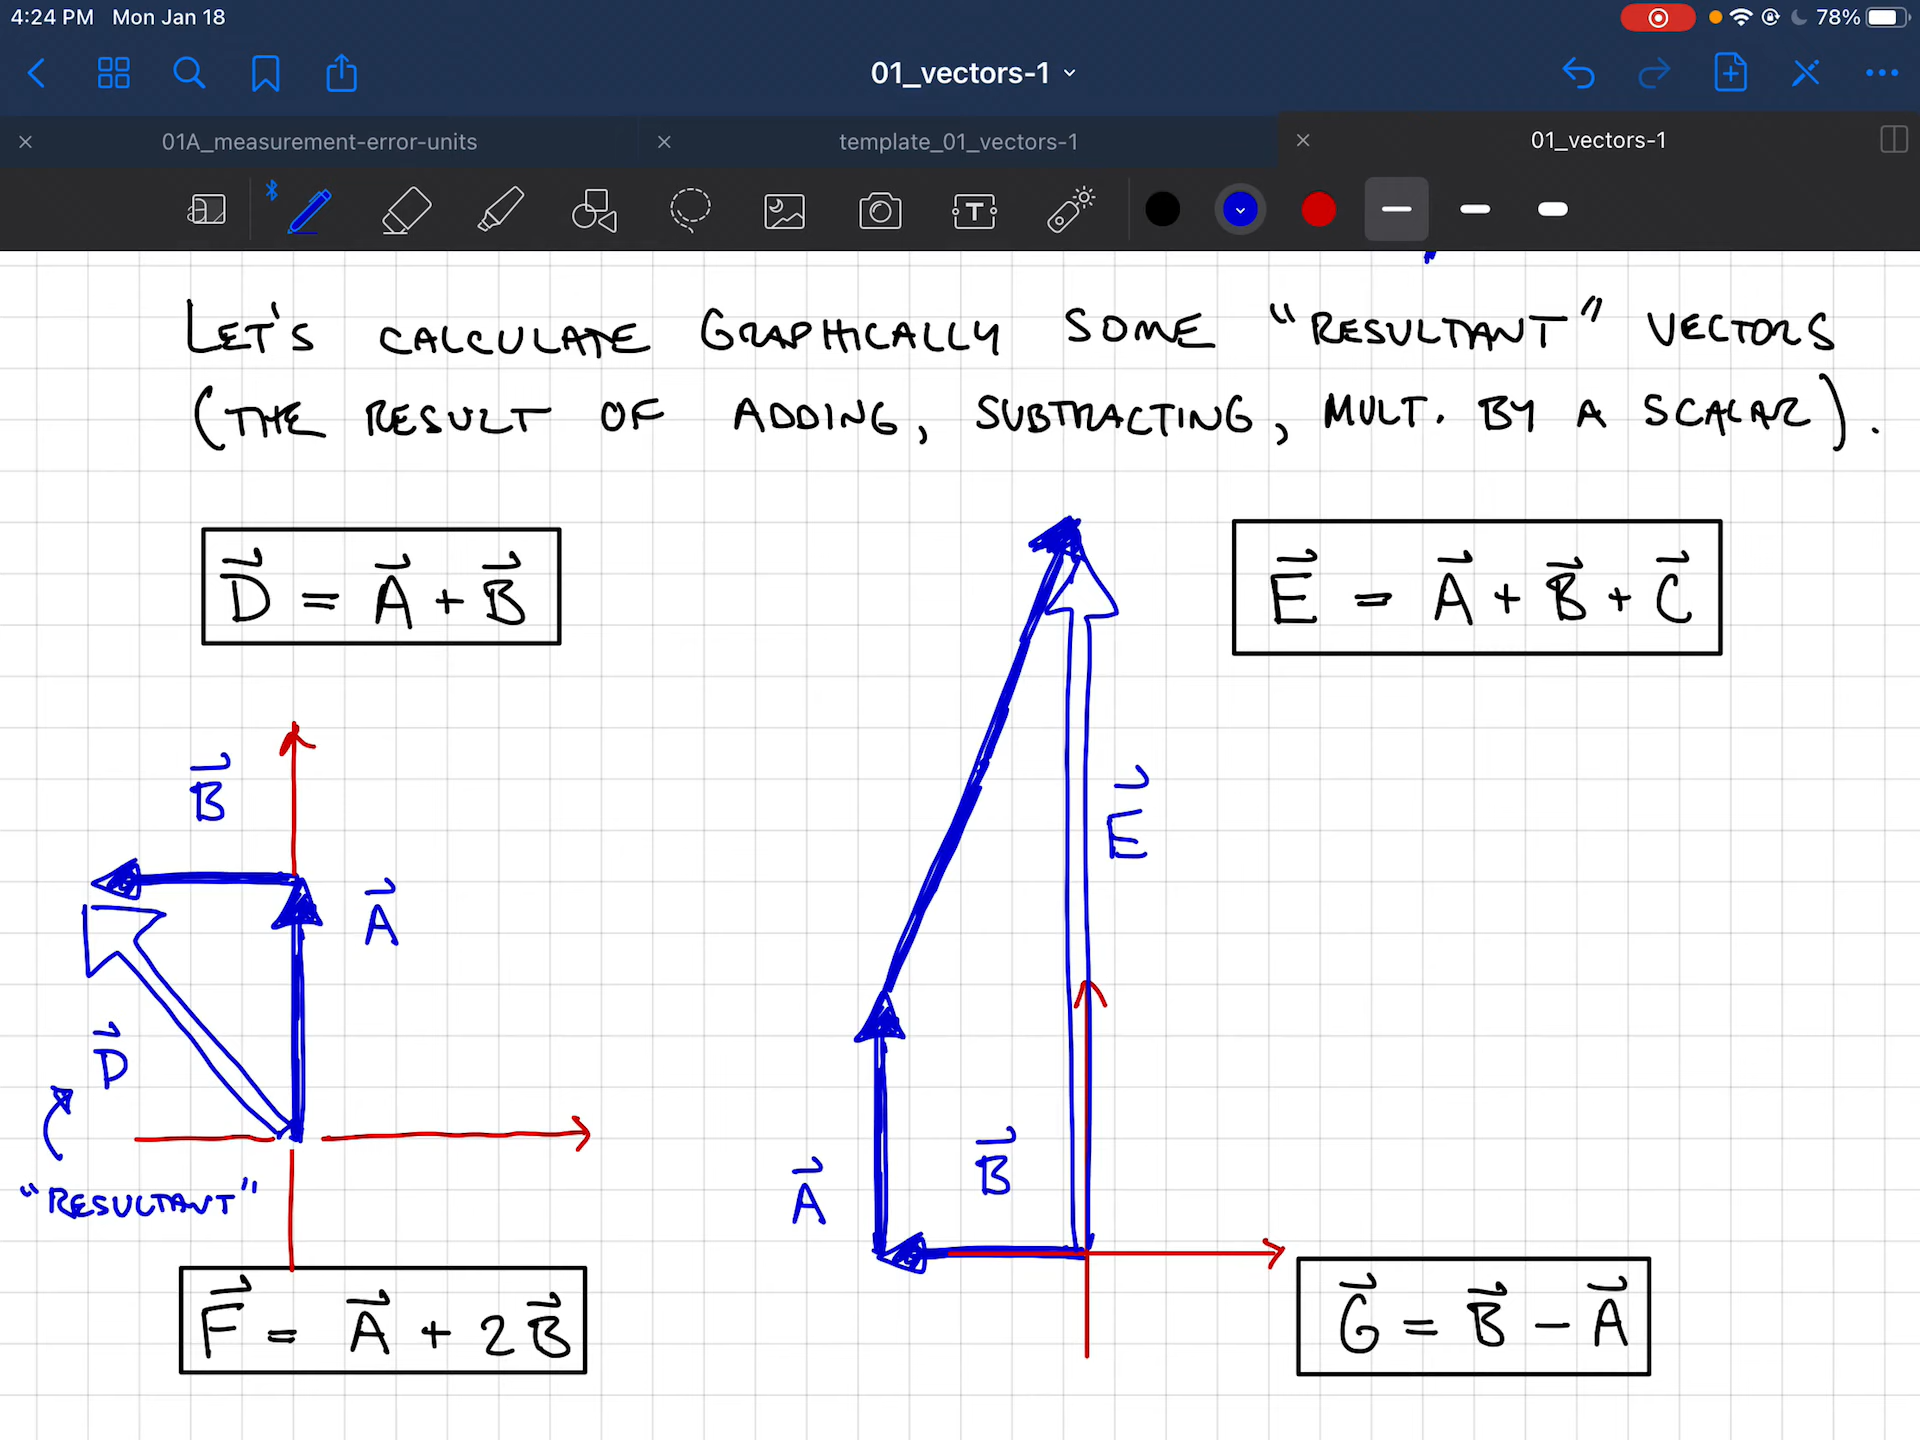 4:24 PM Mon Jan 18
78%
01_vectors-1
01A_measurement-error-units
template_01_vectors-1
01_vectors-1
LET'S CALCULATE GRAPHICALLY SOME "RESULTANT" VECTORS
(THE RESULT OF ADDING, SUBTRACTING, MULT. BY A SCALAR).
D⃗ = A⃗ + B⃗
E⃗ = A⃗ + B⃗ + C⃗
B⃗
A⃗
D⃗
"RESULTANT"
E⃗
A⃗
B⃗
F⃗ = A⃗ + 2B⃗
G⃗ = B⃗ − A⃗